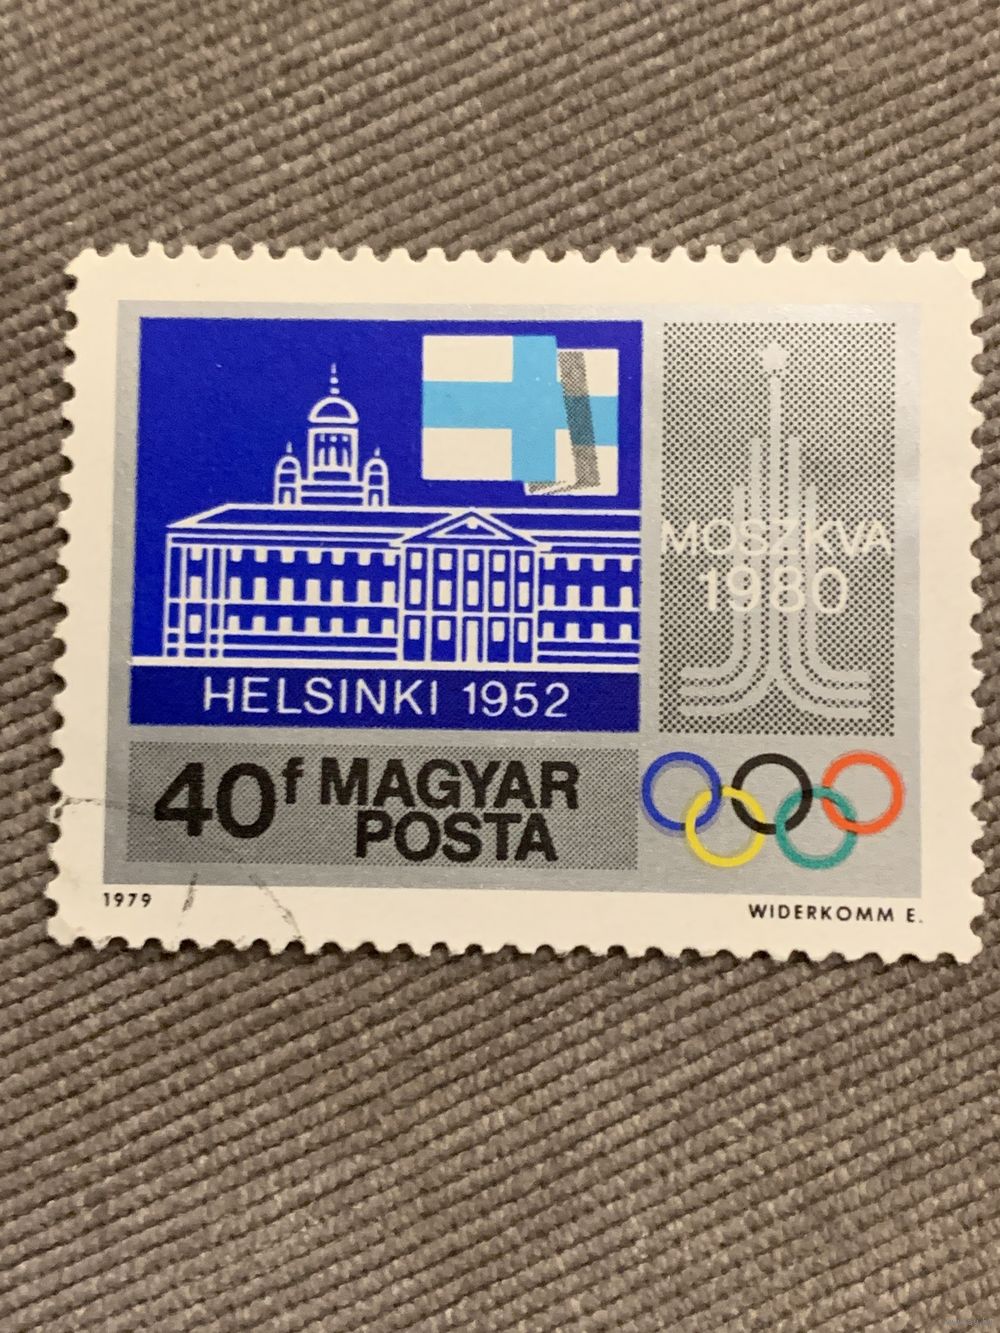 MOSZKVA
1980
HELSINKI 1952
40f MAGYAR
POSTA
1979
WIDERKOMM E.